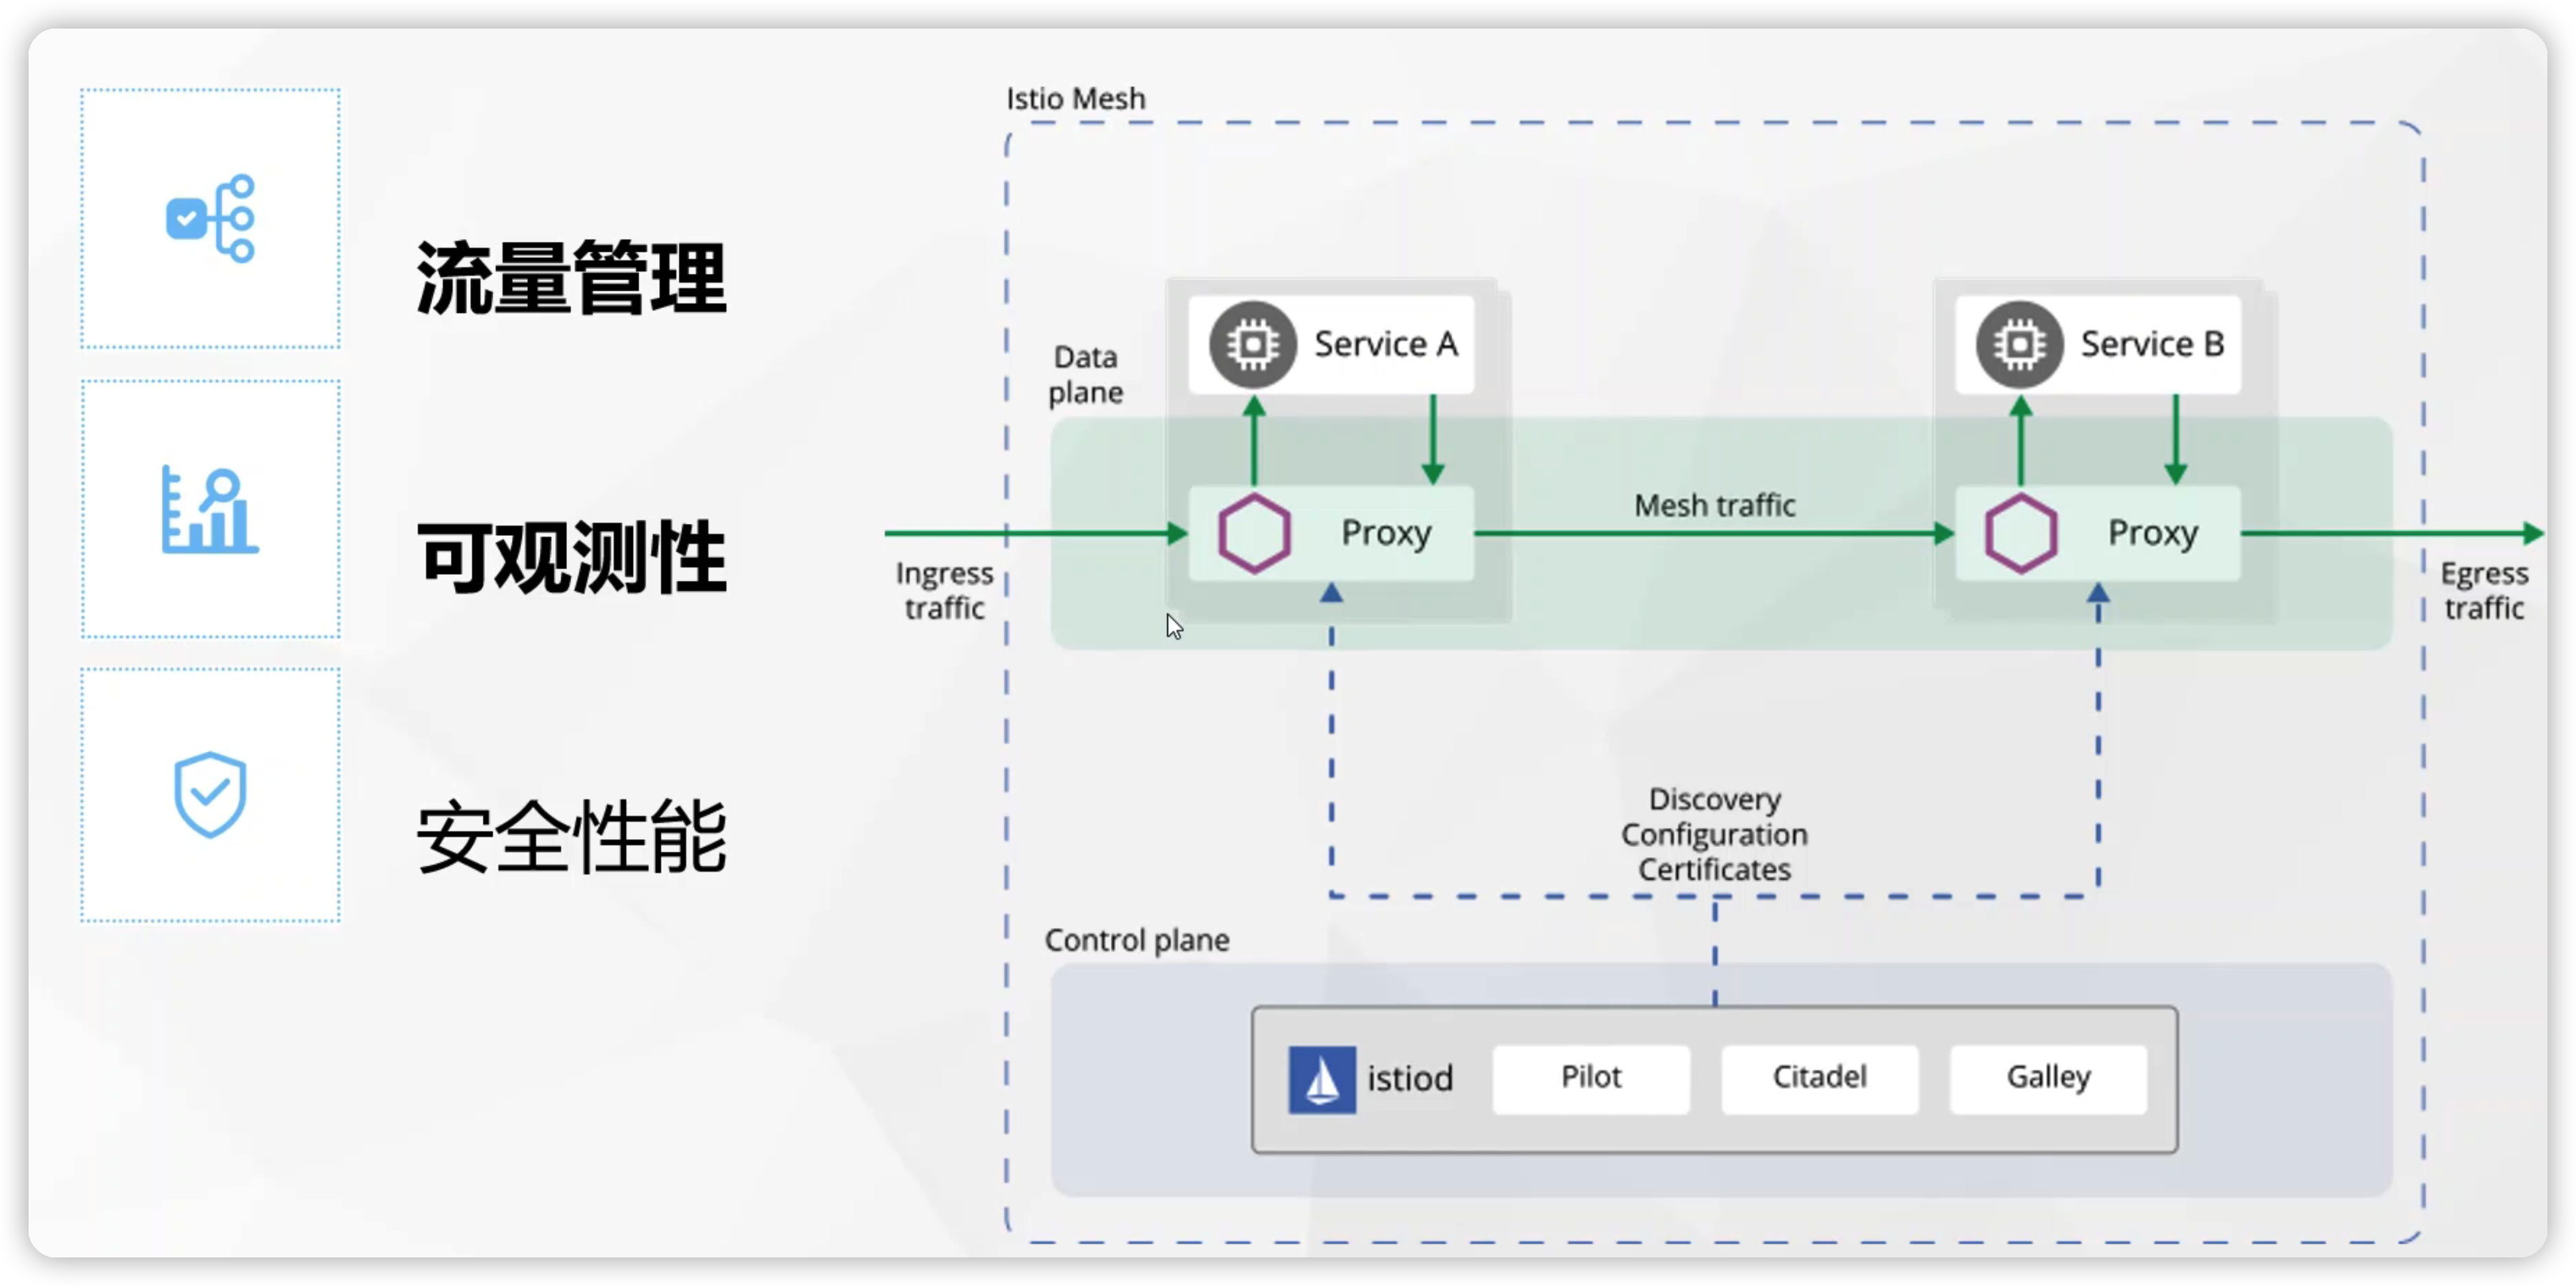 流量管理
可观测性
安全性能
Istio Mesh
Data
plane
Service A
Service B
Proxy
Mesh traffic
Proxy
Ingress
traffic
Egress
traffic
Discovery
Configuration
Certificates
Control plane
istiod
Pilot
Citadel
Galley